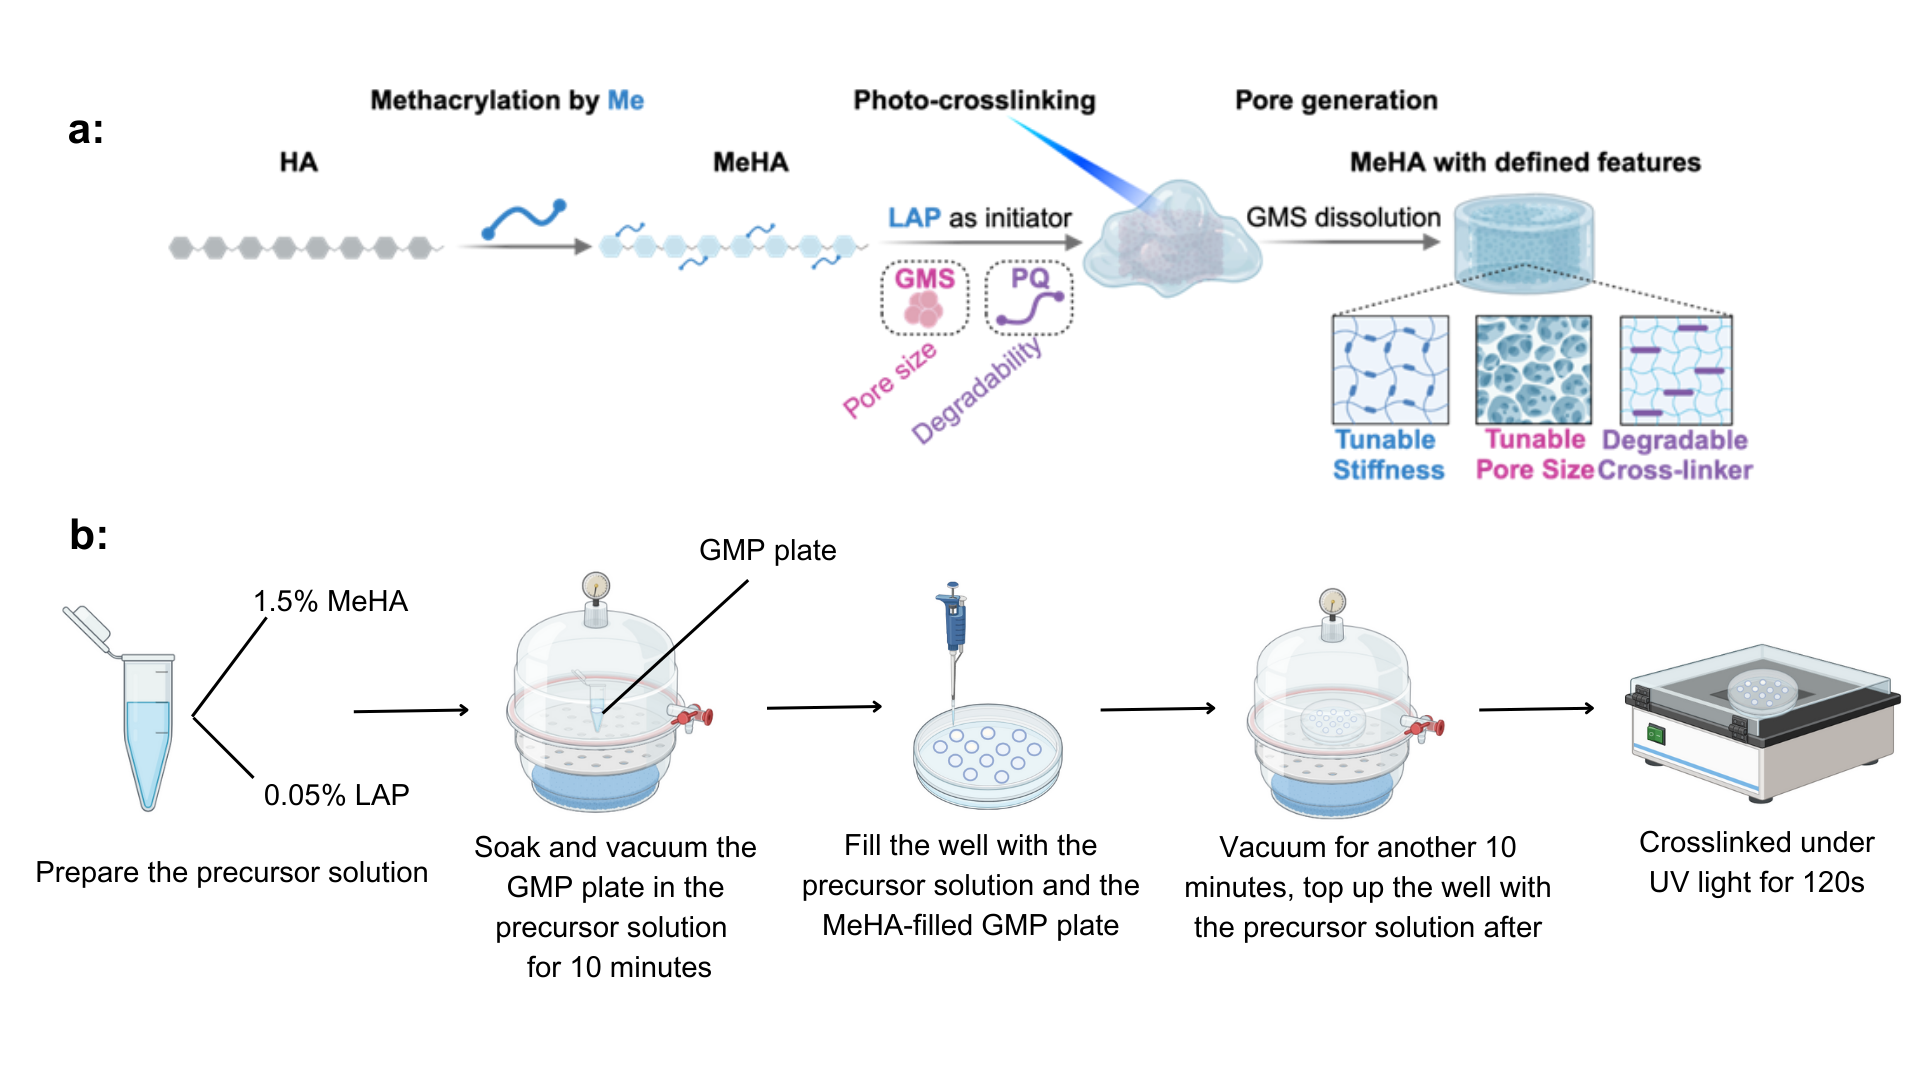 a:
Methacrylation by Me
Photo-crosslinking
Pore generation
HA
MeHA
MeHA with defined features
LAP as initiator
GMS dissolution
GMS
PQ
Pore size
Degradability
Tunable
Stiffness
Tunable
Pore Size
Degradable
Cross-linker
b:
GMP plate
1.5% MeHA
0.05% LAP
Prepare the precursor solution
Soak and vacuum the
GMP plate in the
precursor solution
for 10 minutes
Fill the well with the
precursor solution and the
MeHA-filled GMP plate
Vacuum for another 10
minutes, top up the well with
the precursor solution after
Crosslinked under
UV light for 120s